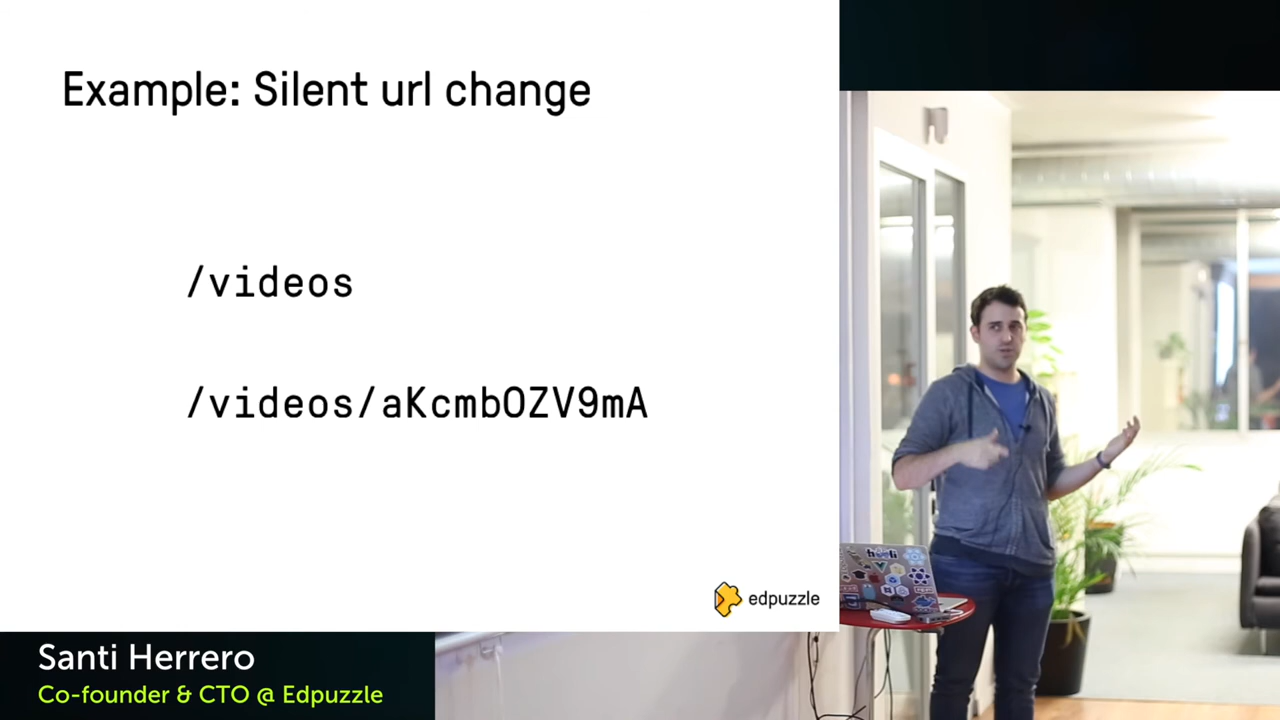 Example: Silent url change
/videos
/videos/aKcmbOZV9mA
edpuzzle
Santi Herrero
Co-founder & CTO @ Edpuzzle